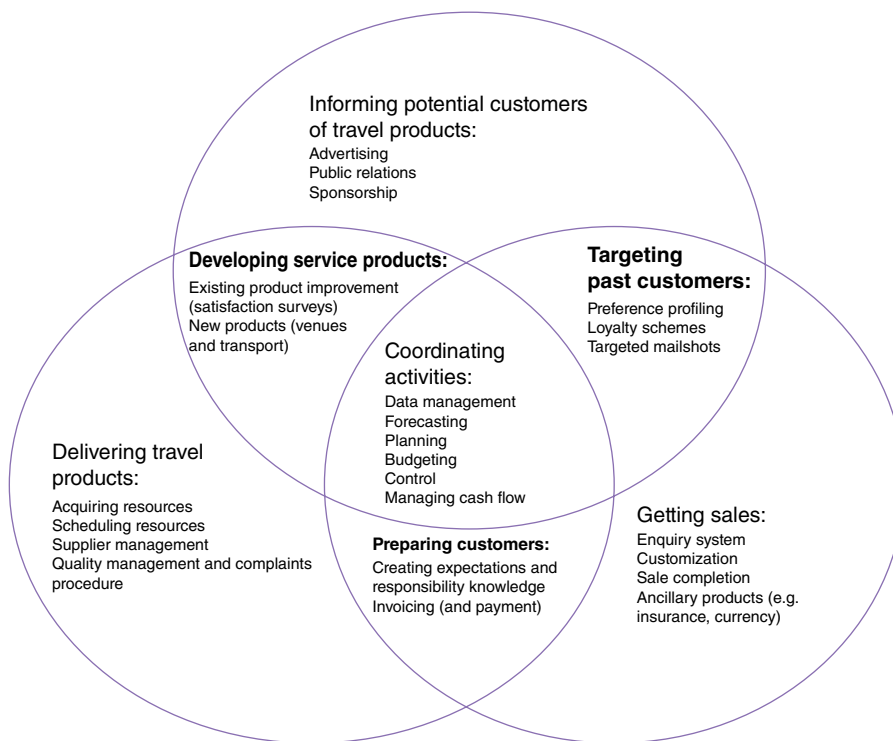 Informing potential customers
of travel products:
Advertising
Public relations
Sponsorship
Developing service products:
Existing product improvement
(satisfaction surveys)
New products (venues
and transport)
Targeting
past customers:
Preference profiling
Loyalty schemes
Targeted mailshots
Coordinating
activities:
Data management
Forecasting
Planning
Budgeting
Control
Managing cash flow
Delivering travel
products:
Acquiring resources
Scheduling resources
Supplier management
Quality management and complaints
procedure
Preparing customers:
Creating expectations and
responsibility knowledge
Invoicing (and payment)
Getting sales:
Enquiry system
Customization
Sale completion
Ancillary products (e.g.
insurance, currency)